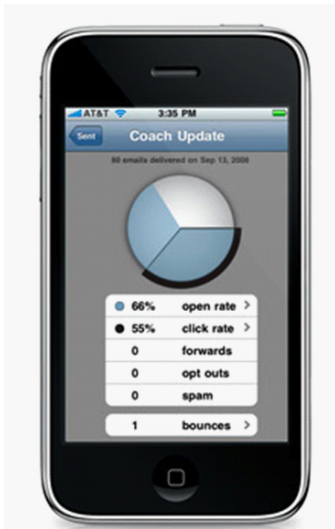 AT&T 3:35 PM
Sent Coach Update
80 emails delivered on Sep 13, 2008
66% open rate
55% click rate
0 forwards
0 opt outs
0 spam
1 bounces